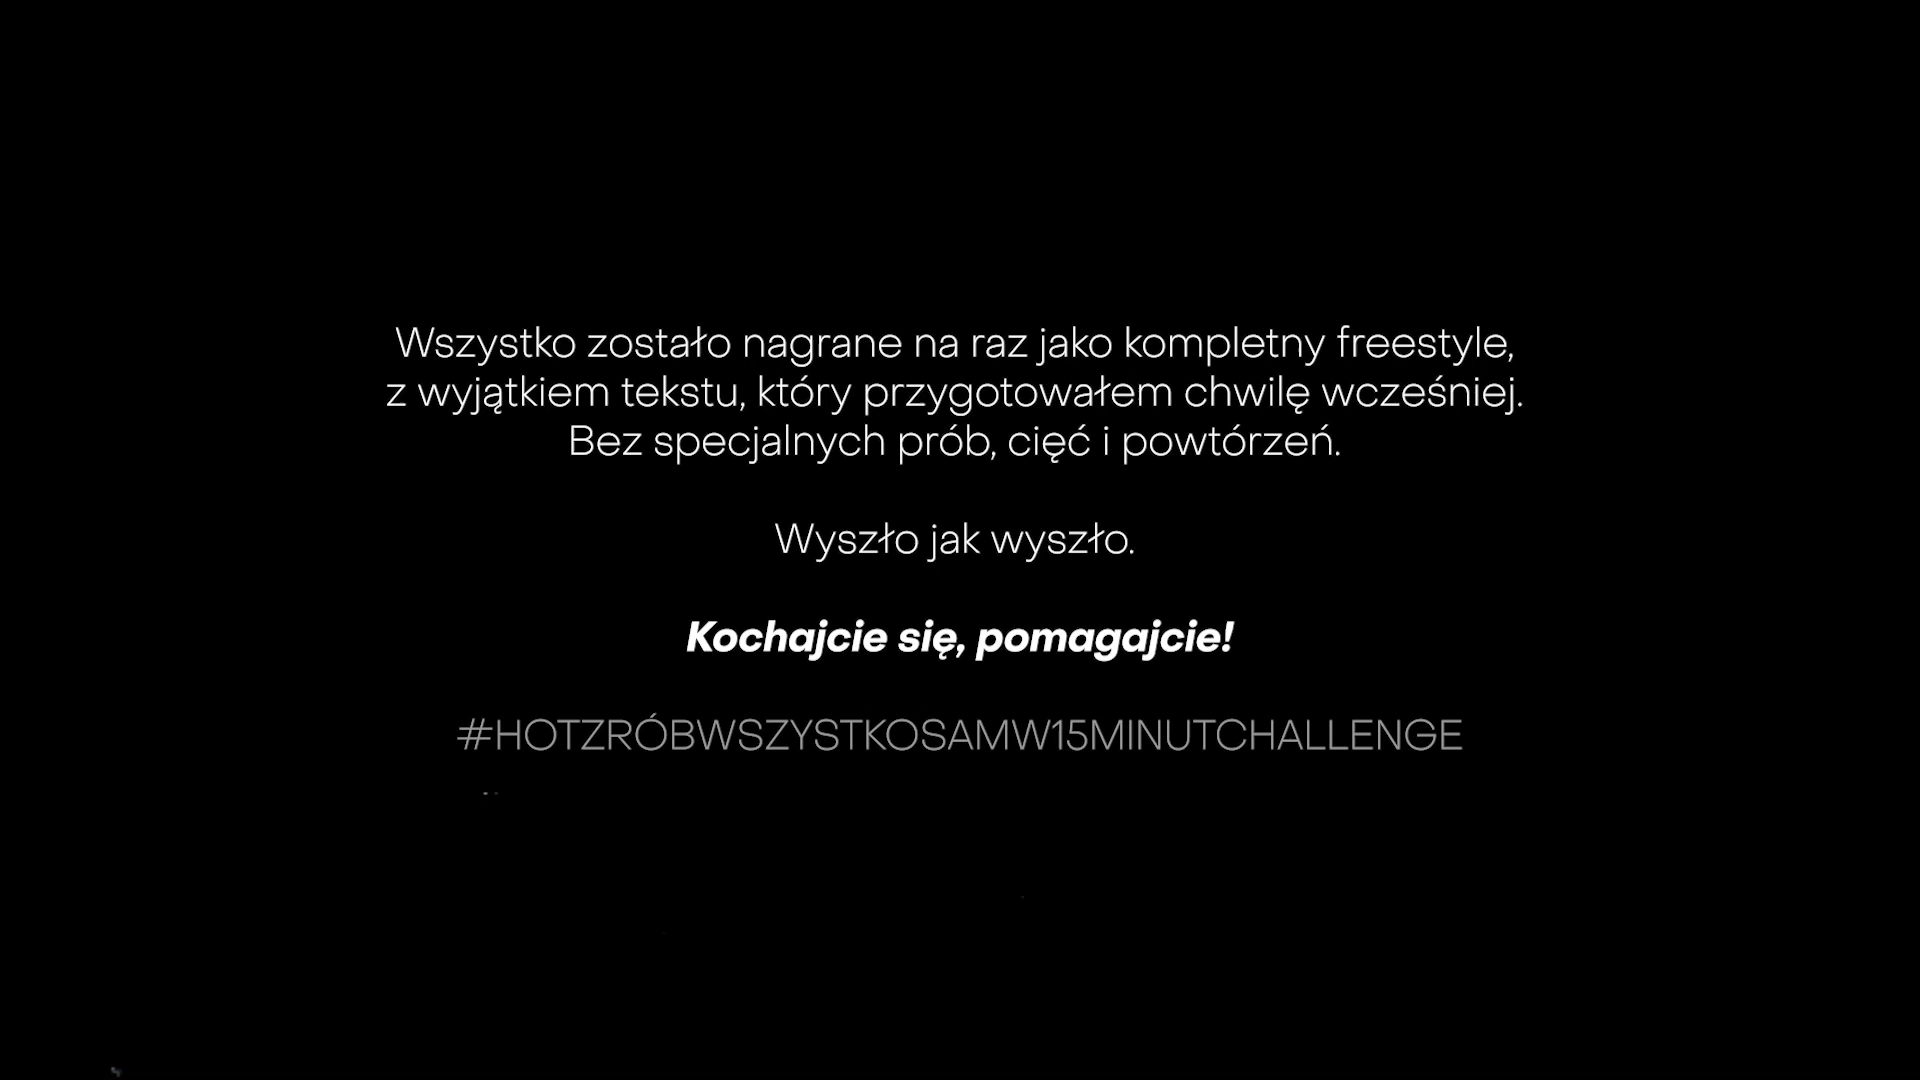 Wszystko zostało nagrane na raz jako kompletny freestyle,
z wyjątkiem tekstu, który przygotowałem chwilę wcześniej.
Bez specjalnych prób, cięć i powtórzeń.
Wyszło jak wyszło.
Kochajcie się, pomagajcie!
#HOTZRÓBWSZYSTKOSAMW15MINUTCHALLENGE